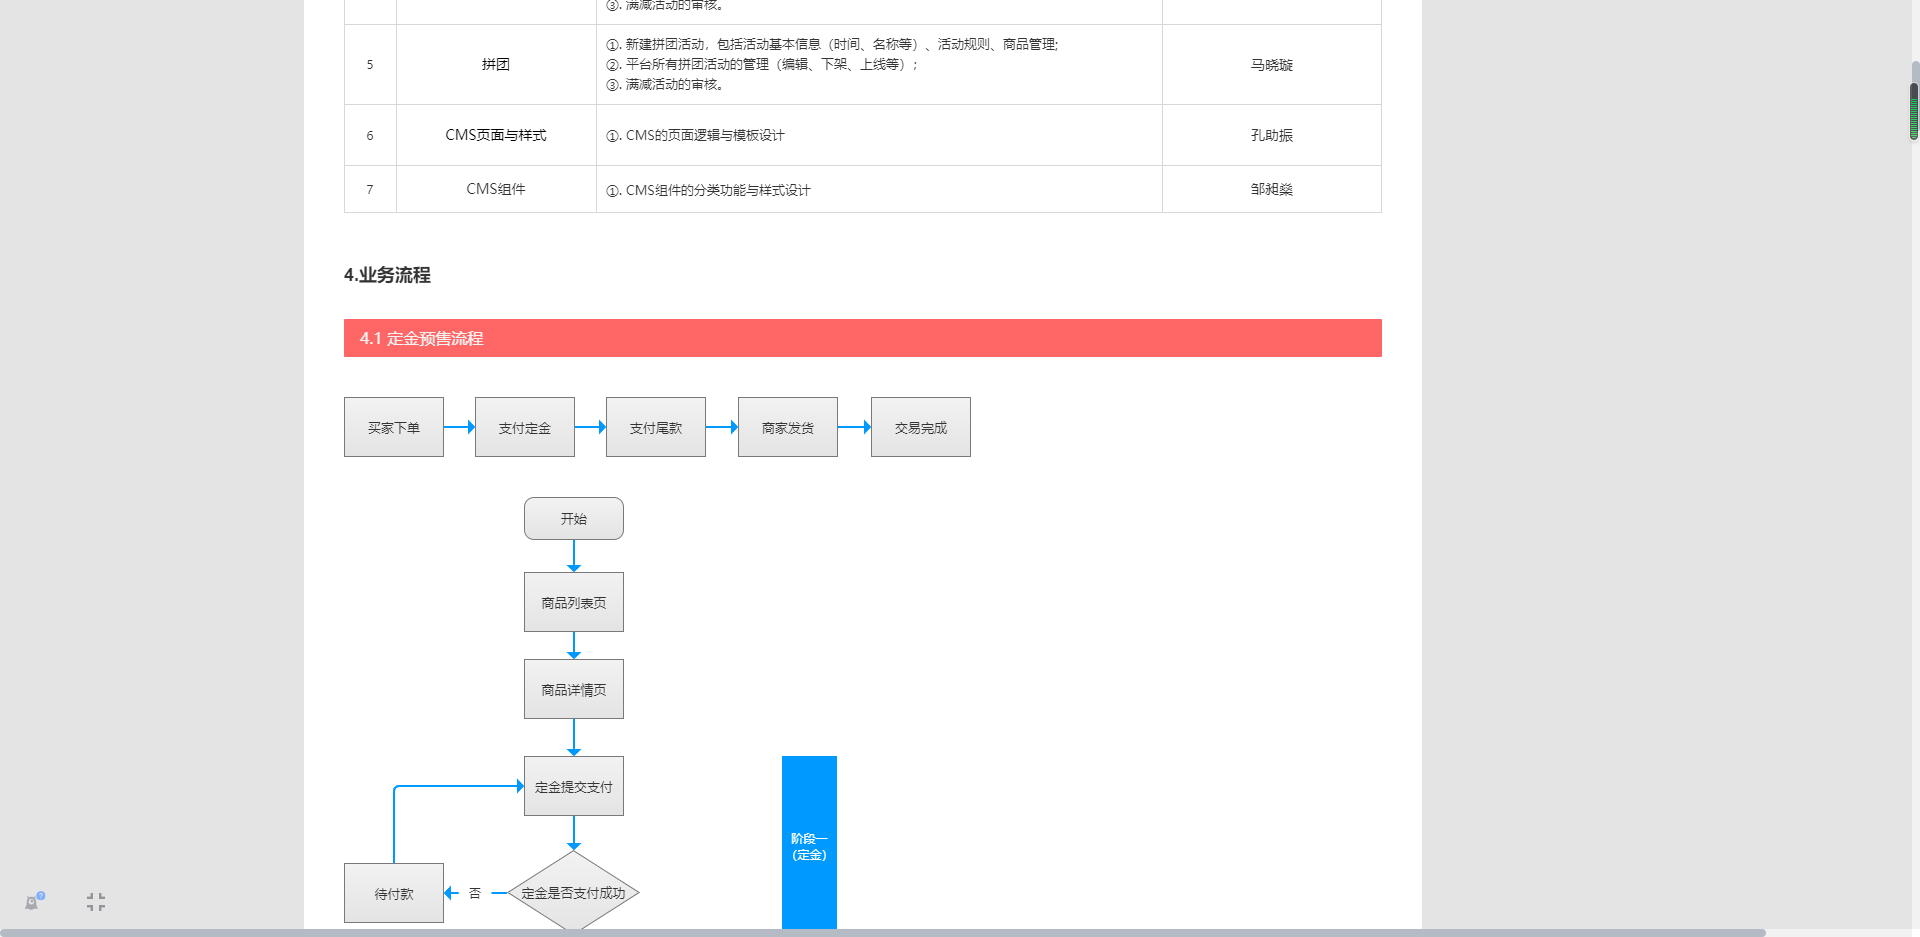 ③. 满减活动的审核。
5
拼团
①. 新建拼团活动，包括活动基本信息（时间、名称等）、活动规则、商品管理;
②. 平台所有拼团活动的管理（编辑、下架、上线等）；
③. 满减活动的审核。
马晓璇
6
CMS页面与样式
①. CMS的页面逻辑与模板设计
孔助振
7
CMS组件
①. CMS组件的分类功能与样式设计
邹昶燊
4.业务流程
4.1 定金预售流程
买家下单
支付定金
支付尾款
商家发货
交易完成
开始
商品列表页
商品详情页
定金提交支付
阶段一
(定金)
待付款
否
定金是否支付成功